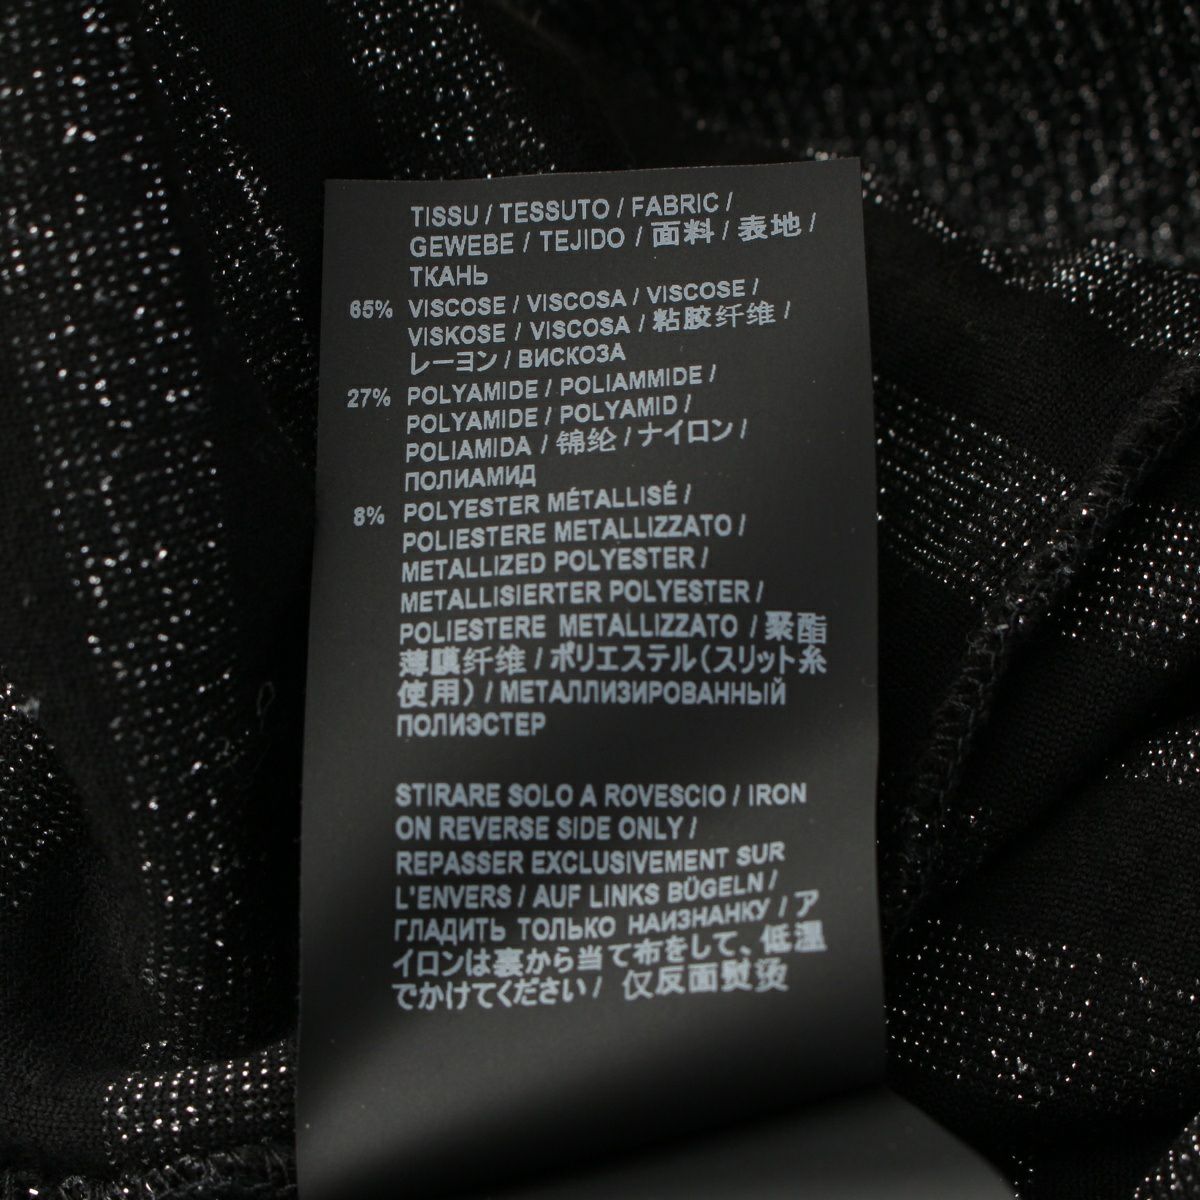 TISSU / TESSUTO / FABRIC /
GEWEBE / TEJIDO / 面料 / 表地 /
ТКАНЬ
65% VISCOSE / VISCOSA / VISCOSE /
VISKOSE / VISCOSA / 粘胶纤维 /
レーヨン / ВИСКОЗА
27% POLYAMIDE / POLIAMMIDE /
POLYAMIDE / POLYAMID /
POLIAMIDA / 锦纶 / ナイロン /
ПОЛИАМИД
8% POLYESTER MÉTALLISÉ /
POLIESTERE METALLIZZATO /
METALLIZED POLYESTER /
METALLISIERTER POLYESTER /
POLIESTERE METALLIZZATO / 聚酯
薄膜纤维 / ポリエステル(スリット糸
使用) / МЕТАЛЛИЗИРОВАННЫЙ
ПОЛИЭСТЕР
STIRARE SOLO A ROVESCIO / IRON
ON REVERSE SIDE ONLY /
REPASSER EXCLUSIVEMENT SUR
L'ENVERS / AUF LINKS BÜGELN /
ГЛАДИТЬ ТОЛЬКО НАИЗНАНКУ / ア
イロンは裏から当て布をして、低温
でかけてください / 仅反面熨烫